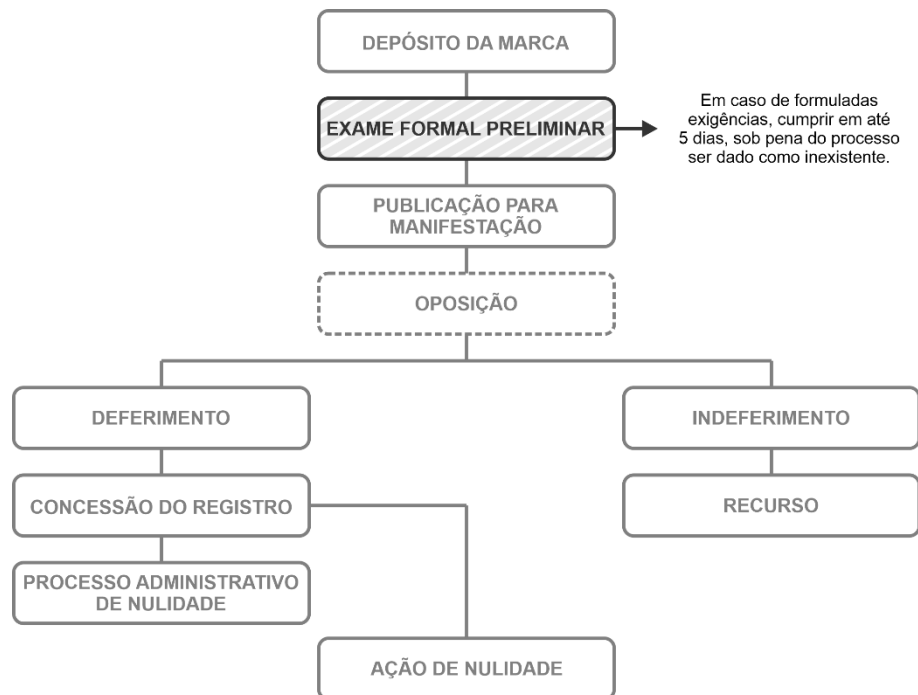 DEPÓSITO DA MARCA
EXAME FORMAL PRELIMINAR
Em caso de formuladas
exigências, cumprir em até
5 dias, sob pena do processo
ser dado como inexistente.
PUBLICAÇÃO PARA
MANIFESTAÇÃO
OPOSIÇÃO
DEFERIMENTO
INDEFERIMENTO
CONCESSÃO DO REGISTRO
RECURSO
PROCESSO ADMINISTRATIVO
DE NULIDADE
AÇÃO DE NULIDADE